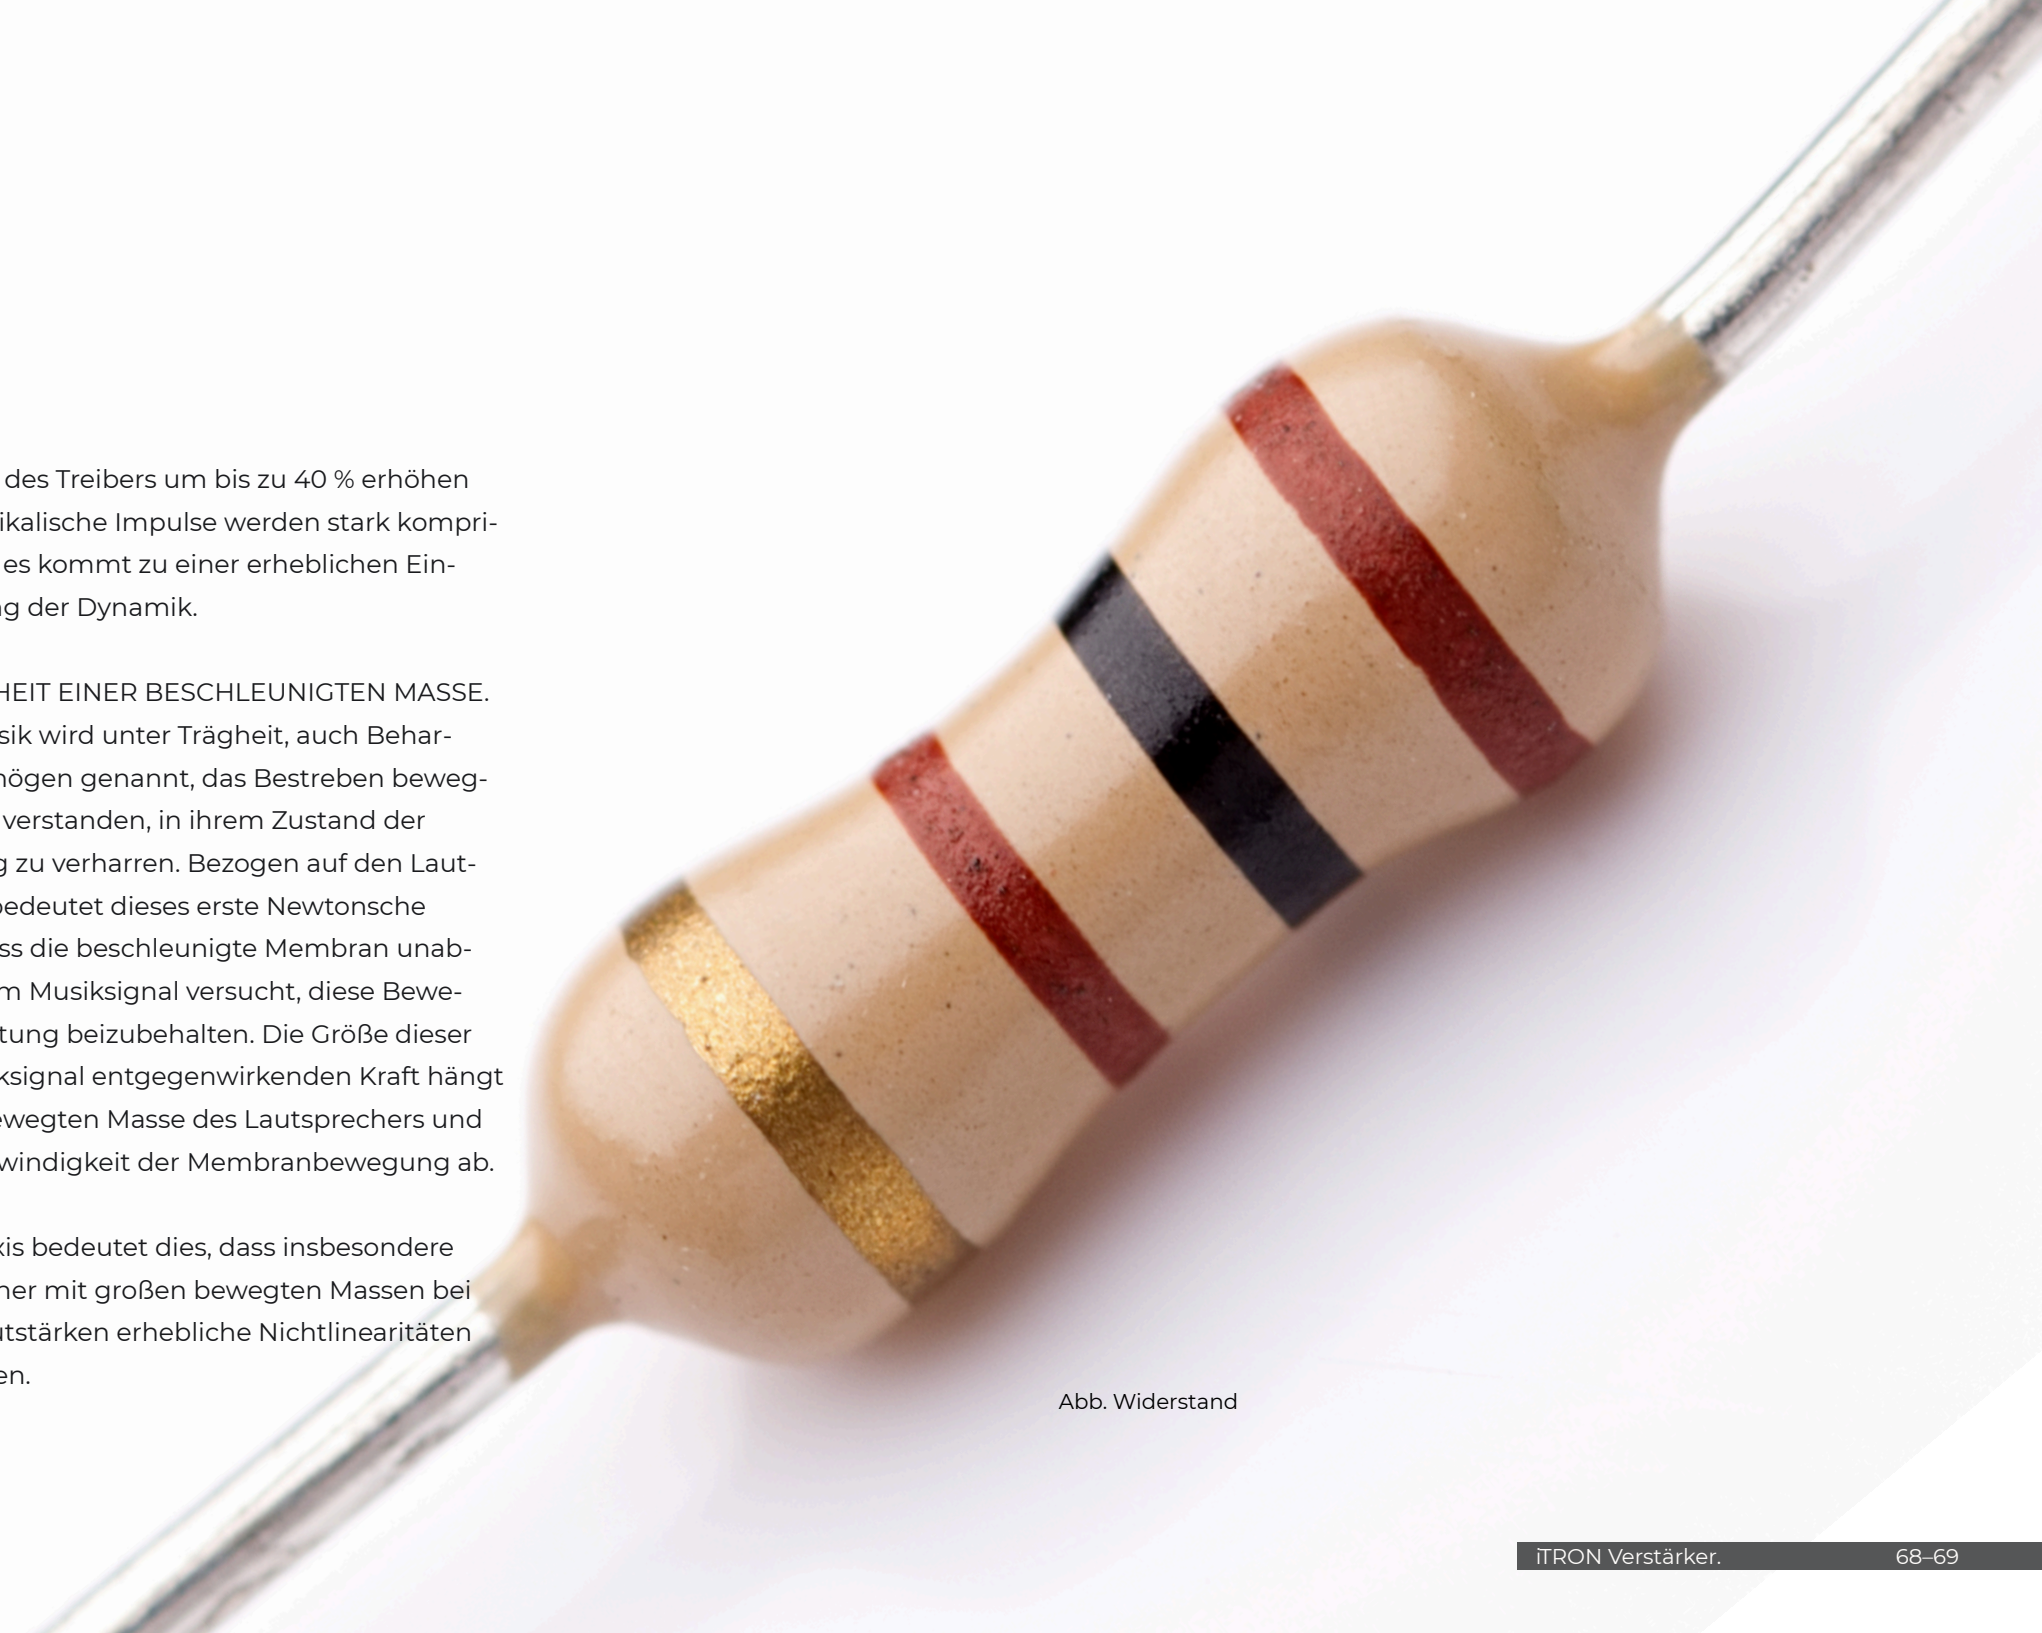 des Treibers um bis zu 40 % erhöhen
ikalische Impulse werden stark kompri-
es kommt zu einer erheblichen Ein-
g der Dynamik.
HEIT EINER BESCHLEUNIGTEN MASSE.
sik wird unter Trägheit, auch Behar-
mögen genannt, das Bestreben beweg-
verstanden, in ihrem Zustand der
g zu verharren. Bezogen auf den Laut-
bedeutet dieses erste Newtonsche
ss die beschleunigte Membran unab-
m Musiksignal versucht, diese Bewe-
tung beizubehalten. Die Größe dieser
ksignal entgegenwirkenden Kraft hängt
ewegten Masse des Lautsprechers und
windigkeit der Membranbewegung ab.
xis bedeutet dies, dass insbesondere
her mit großen bewegten Massen bei
utstärken erhebliche Nichtlinearitäten
en.
Abb. Widerstand
iTRON Verstärker. 68–69